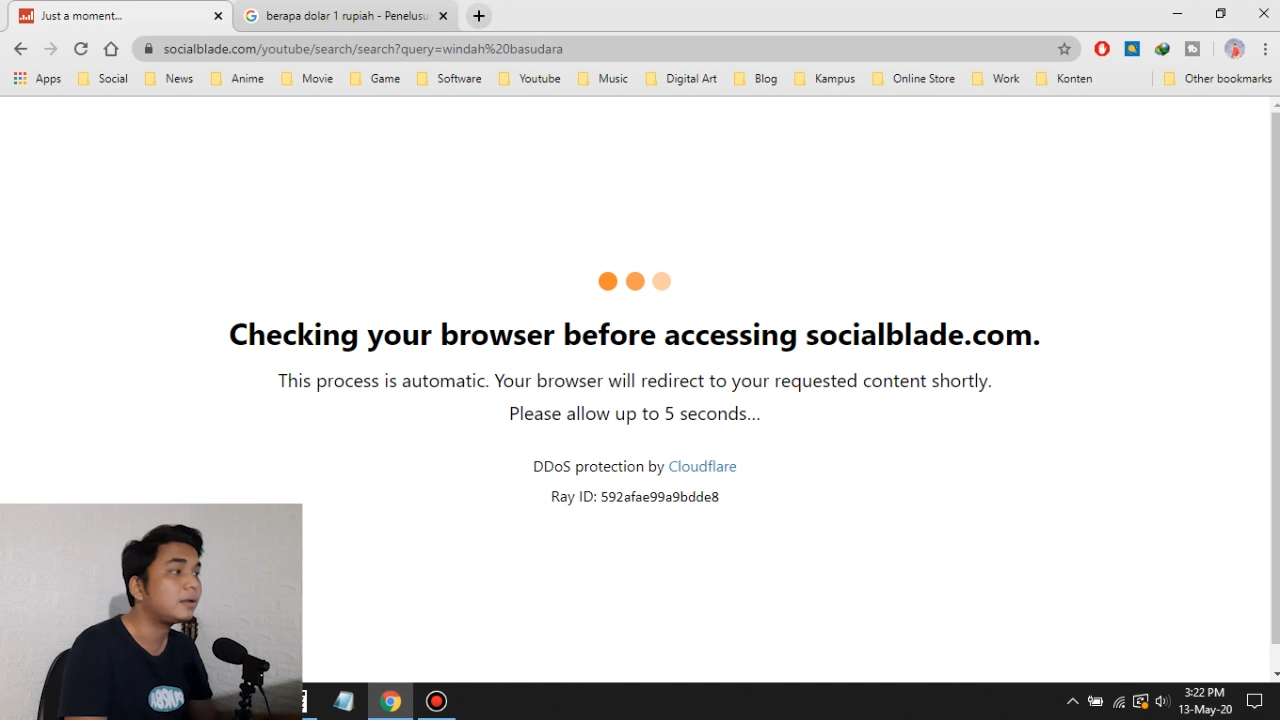 Just a moment...
berapa dolar 1 rupiah - Penelusu
socialblade.com/youtube/search/search?query=windah%20basudara
Apps
Social
News
Anime
Movie
Game
Software
Youtube
Music
Digital Art
Blog
Kampus
Online Store
Work
Konten
Other bookmarks
Checking your browser before accessing socialblade.com.
This process is automatic. Your browser will redirect to your requested content shortly.
Please allow up to 5 seconds...
DDoS protection by Cloudflare
Ray ID: 592afae99a9bdde8
3:22 PM
13-May-20